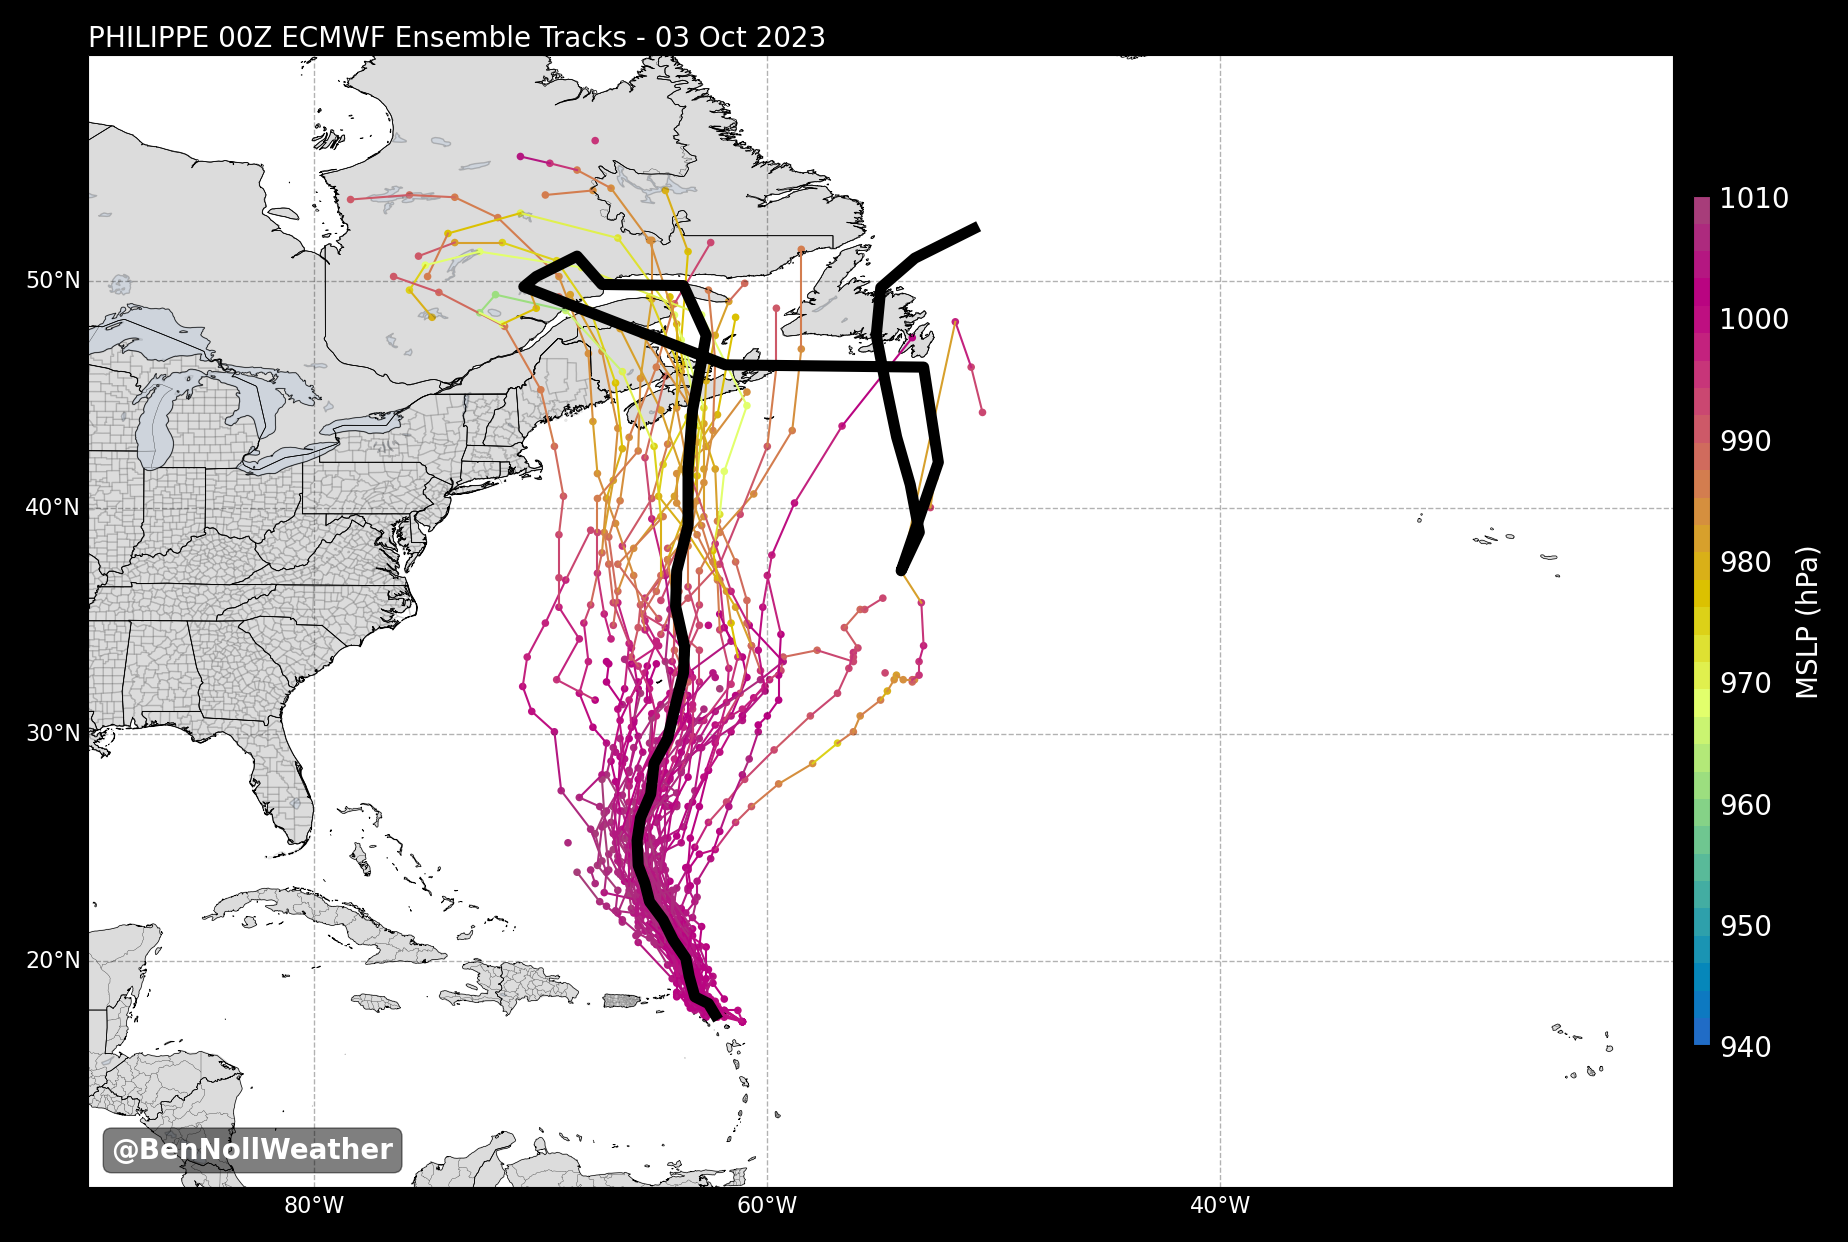 PHILIPPE 00Z ECMWF Ensemble Tracks - 03 Oct 2023
50°N
40°N
30°N
20°N
80°W
60°W
40°W
1010
1000
990
980
970
960
950
940
MSLP (hPa)
@BenNollWeather